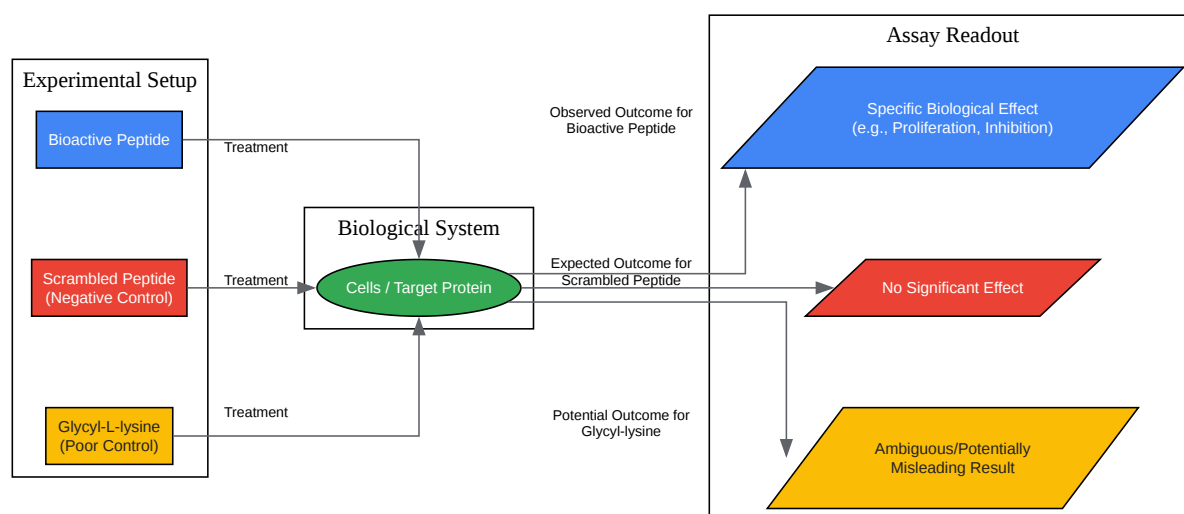 Experimental Setup
Bioactive Peptide
Scrambled Peptide
(Negative Control)
Glycyl-L-lysine
(Poor Control)
Treatment
Treatment
Treatment
Biological System
Cells / Target Protein
Observed Outcome for
Bioactive Peptide
Expected Outcome for
Scrambled Peptide
Potential Outcome for
Glycyl-lysine
Assay Readout
Specific Biological Effect
(e.g., Proliferation, Inhibition)
No Significant Effect
Ambiguous/Potentially
Misleading Result